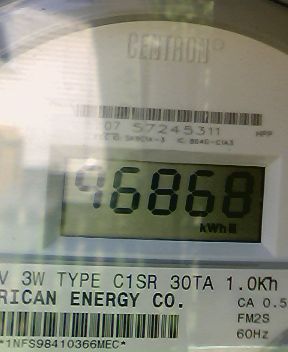 CENTRON®
07 57245311
96868
kWh
V 3W TYPE C1SR 30TA 1.0Kh
RICAN ENERGY CO.
CA 0.5
FM2S
60Hz
*1NFS98410366MEC*